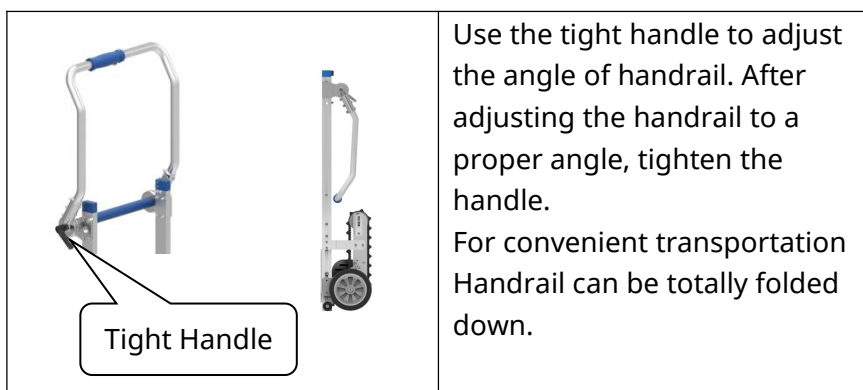 Use the tight handle to adjust
the angle of handrail. After
adjusting the handrail to a
proper angle, tighten the
handle.
For convenient transportation
Handrail can be totally folded
down.
Tight Handle